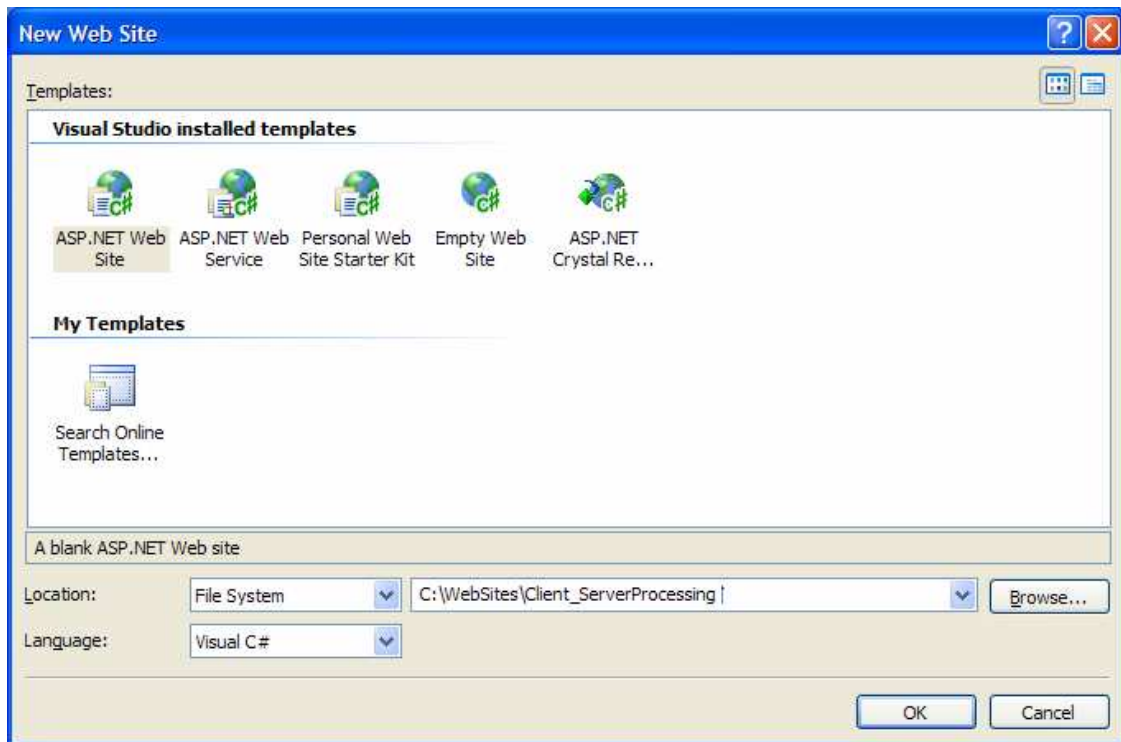 New Web Site
Templates:
Visual Studio installed templates
ASP.NET Web Site
ASP.NET Web Service
Personal Web Site Starter Kit
Empty Web Site
ASP.NET Crystal Re...
My Templates
Search Online Templates...
A blank ASP.NET Web site
Location:
File System
C:\WebSites\Client_ServerProcessing
Browse...
Language:
Visual C#
OK
Cancel